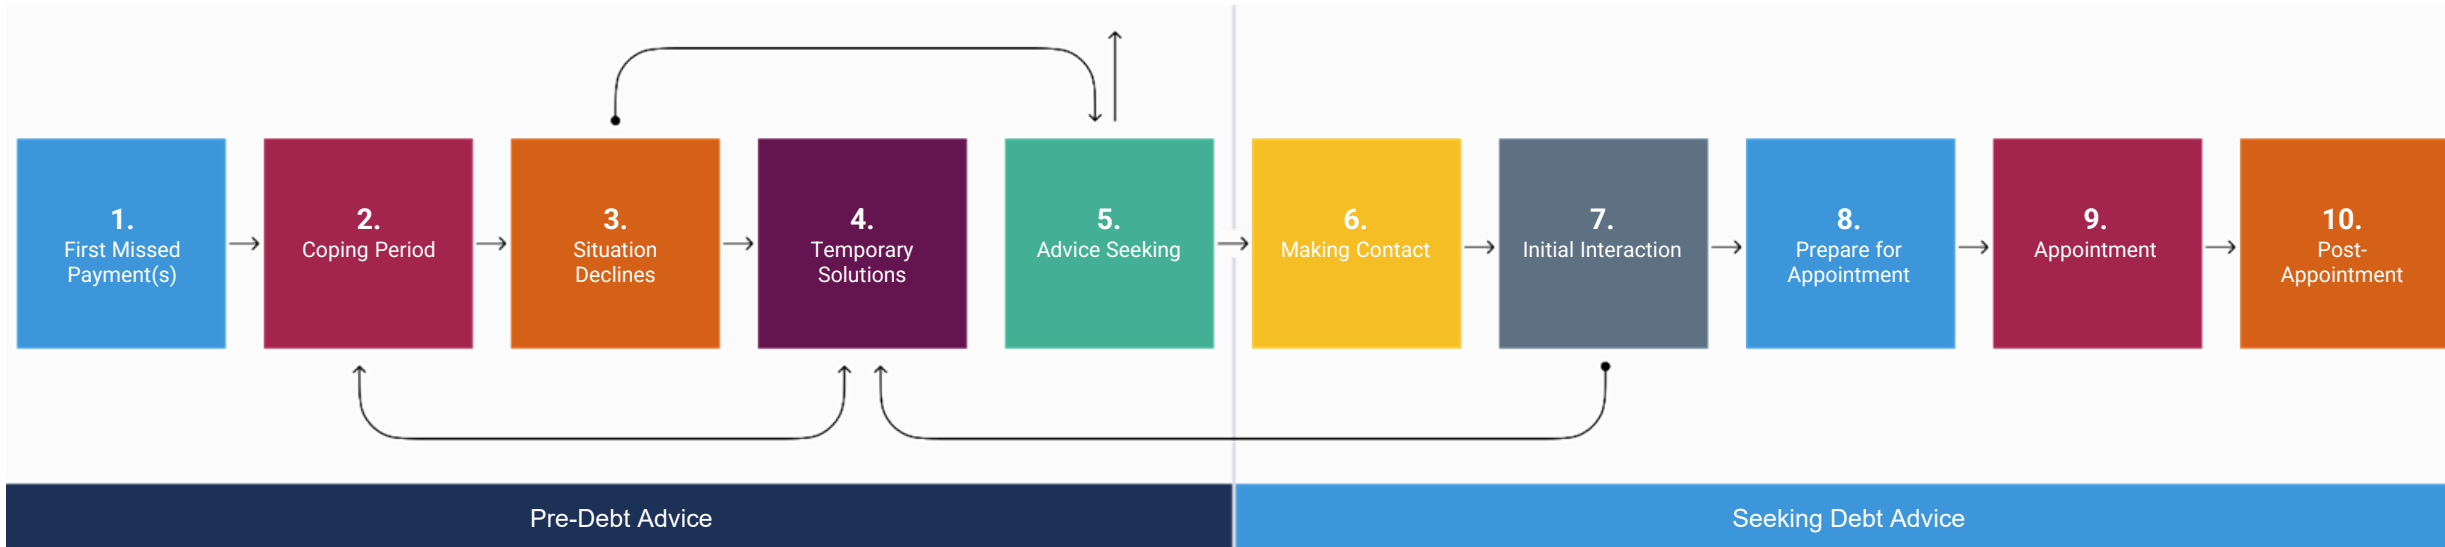 1.
First Missed
Payment(s)
2.
Coping Period
3.
Situation
Declines
4.
Temporary
Solutions
5.
Advice Seeking
6.
Making Contact
7.
Initial Interaction
8.
Prepare for
Appointment
9.
Appointment
10.
Post-
Appointment
Pre-Debt Advice
Seeking Debt Advice